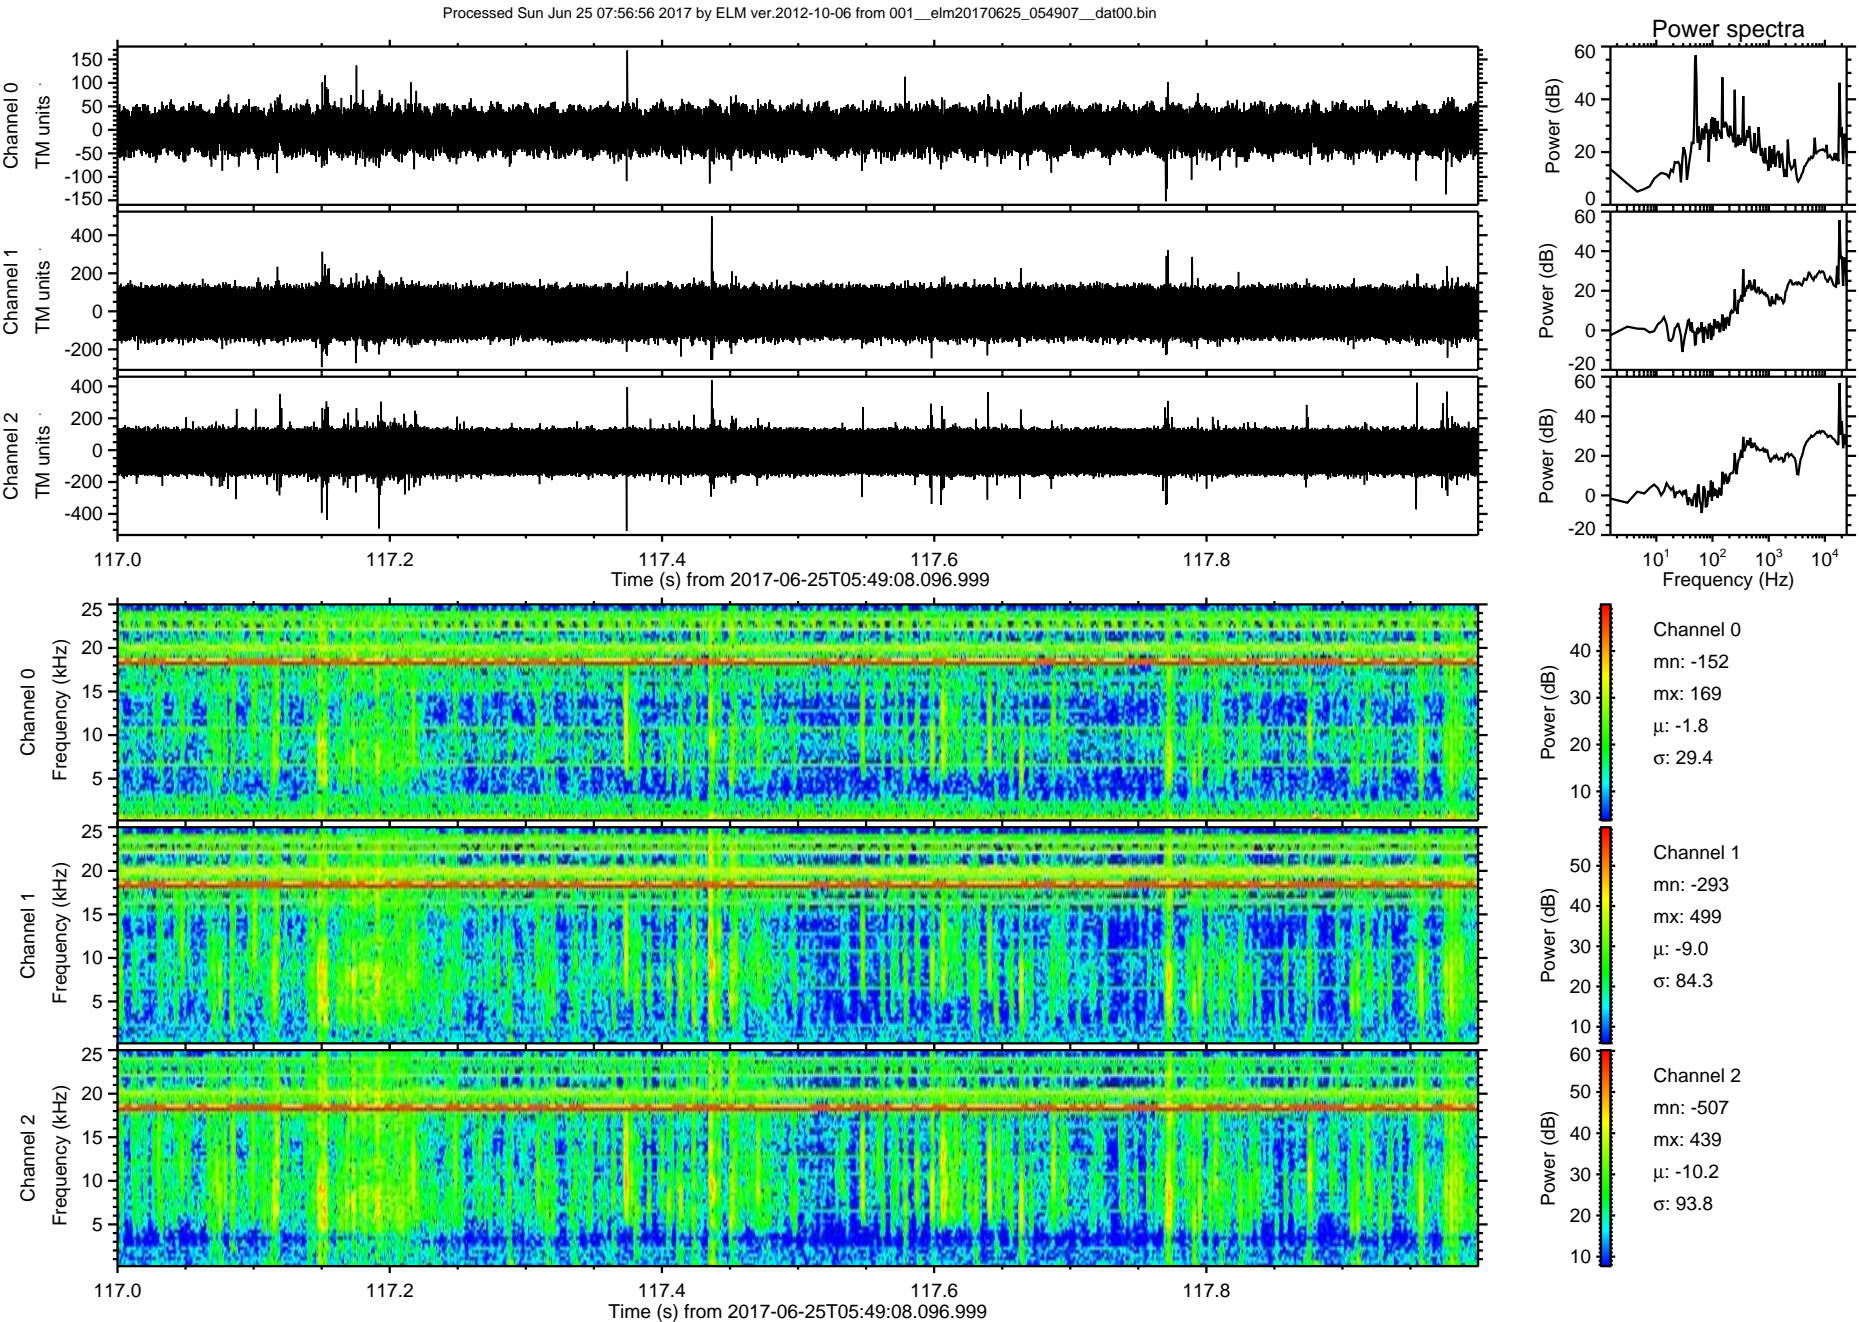 Processed Sun Jun 25 07:56:56 2017 by ELM ver.2012-10-06 from 001__elm20170625_054907__dat00.bin
Power spectra
Channel 0
TM units
150
100
50
0
-50
-100
-150
Power (dB)
60
40
20
0
Channel 1
TM units
400
200
0
-200
Power (dB)
60
40
20
0
-20
Channel 2
TM units
400
200
0
-200
-400
Power (dB)
60
40
20
0
-20
117.0 117.2 117.4 117.6 117.8
Time (s) from 2017-06-25T05:49:08.096.999
10^1 10^2 10^3 10^4
Frequency (Hz)
Channel 0
Frequency (kHz)
25
20
15
10
5
Power (dB)
40
30
20
10
Channel 0
mn: -152
mx: 169
μ: -1.8
σ: 29.4
Channel 1
Frequency (kHz)
25
20
15
10
5
Power (dB)
50
40
30
20
10
Channel 1
mn: -293
mx: 499
μ: -9.0
σ: 84.3
Channel 2
Frequency (kHz)
25
20
15
10
5
Power (dB)
60
50
40
30
20
10
Channel 2
mn: -507
mx: 439
μ: -10.2
σ: 93.8
117.0 117.2 117.4 117.6 117.8
Time (s) from 2017-06-25T05:49:08.096.999